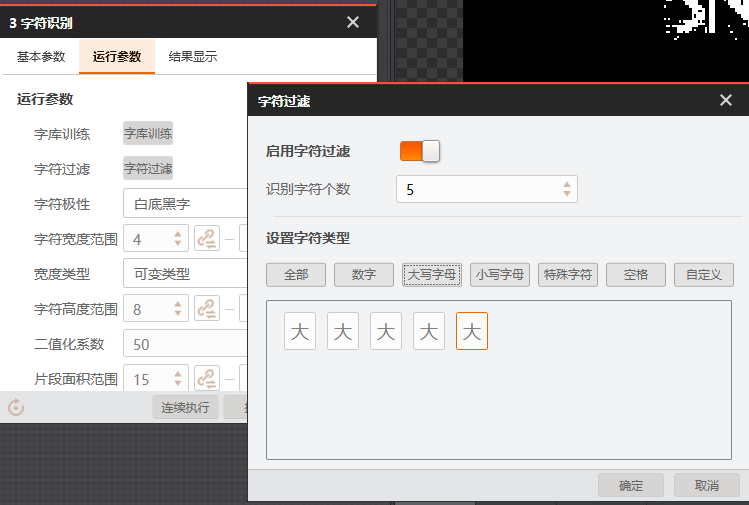 3 字符识别
基本参数 运行参数 结果显示
运行参数
字库训练 字库训练
字符过滤 字符过滤
字符极性 白底黑字
字符宽度范围 4
宽度类型 可变类型
字符高度范围 8
二值化系数 50
片段面积范围 15
连续执行
字符过滤
启用字符过滤
识别字符个数 5
设置字符类型
全部 数字 大写字母 小写字母 特殊字符 空格 自定义
大 大 大 大 大
确定 取消